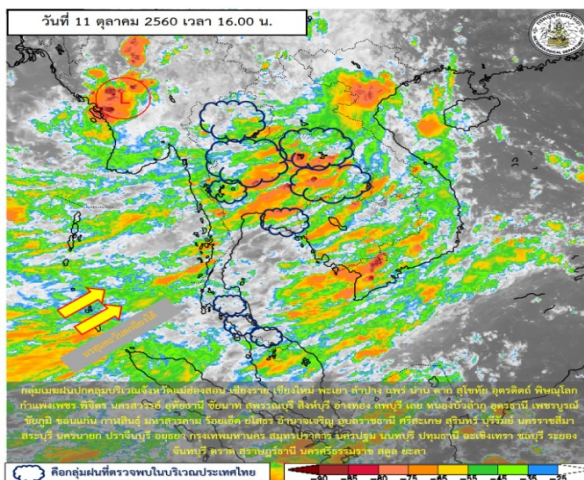 วันที่ 11 ตุลาคม 2560 เวลา 16.00 น.
L
กลุ่มเมฆฝนปกคลุมบริเวณจังหวัดแม่ฮ่องสอน เชียงราย เชียงใหม่ พะเยา ลำปาง แพร่ น่าน ตาก สุโขทัย อุตรดิตถ์ พิษณุโลก
กำแพงเพชร พิจิตร นครสวรรค์ อุทัยธานี ชัยนาท สุพรรณบุรี สิงห์บุรี อ่างทอง ลพบุรี เลย หนองบัวลำภู อุดรธานี เพชรบูรณ์
ชัยภูมิ ขอนแก่น กาฬสินธุ์ มหาสารคาม ร้อยเอ็ด ยโสธร อำนาจเจริญ อุบลราชธานี ศรีสะเกษ สุรินทร์ บุรีรัมย์ นครราชสีมา
สระบุรี นครนายก ปราจีนบุรี อยุธยา กรุงเทพมหานคร สมุทรปราการ นครปฐม นนทบุรี ปทุมธานี ฉะเชิงเทรา ชลบุรี ระยอง
จันทบุรี ตราด สุราษฎร์ธานี นครศรีธรรมราช สตูล ยะลา
คือกลุ่มฝนที่ตรวจพบในบริเวณประเทศไทย
-90 -85 -80 -75 -65 -55 -45 -35 -25